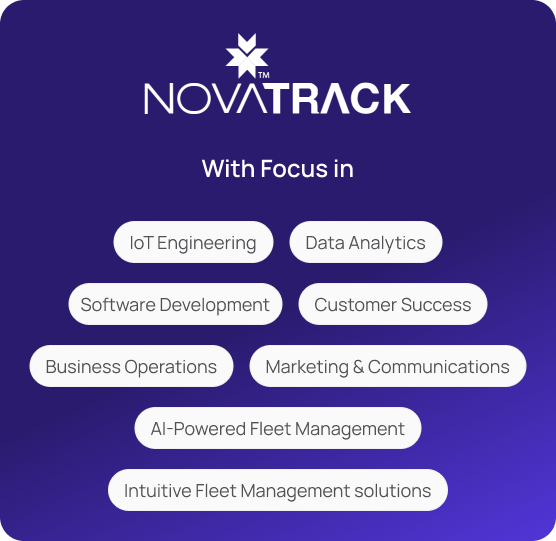 NOVATRACK™
With Focus in
IoT Engineering
Data Analytics
Software Development
Customer Success
Business Operations
Marketing & Communications
AI-Powered Fleet Management
Intuitive Fleet Management solutions